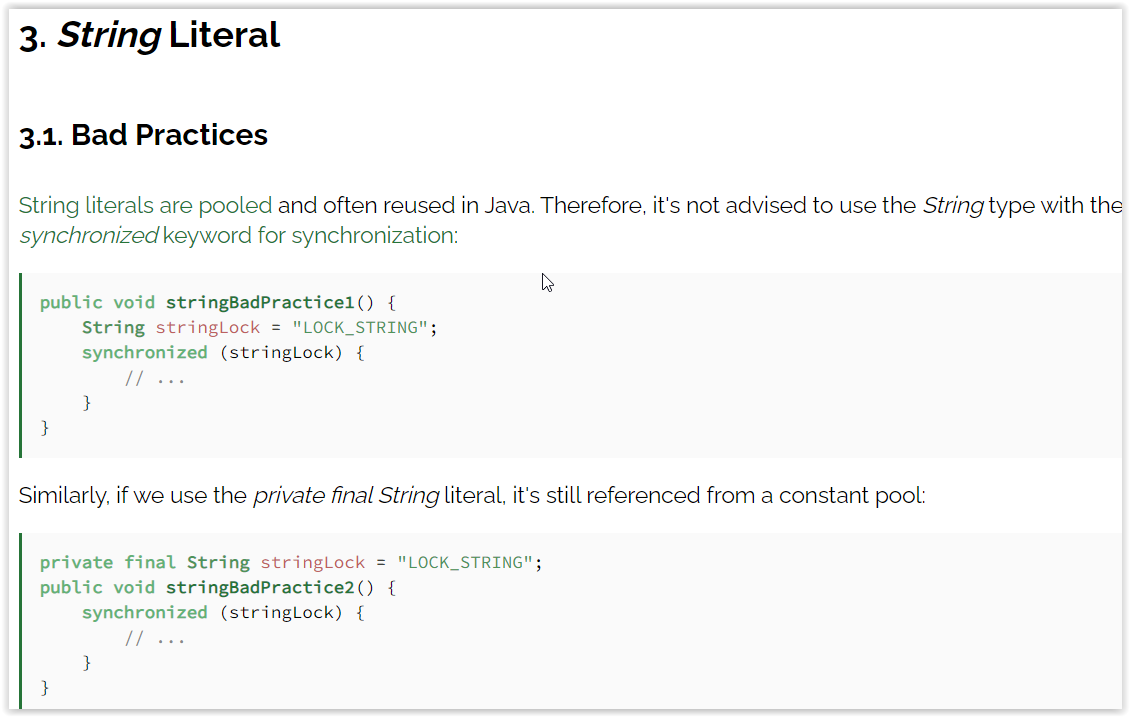 3. String Literal
3.1. Bad Practices
String literals are pooled and often reused in Java. Therefore, it's not advised to use the String type with the
synchronized keyword for synchronization:
public void stringBadPractice1() {
    String stringLock = "LOCK_STRING";
    synchronized (stringLock) {
        // ...
    }
}
Similarly, if we use the private final String literal, it's still referenced from a constant pool:
private final String stringLock = "LOCK_STRING";
public void stringBadPractice2() {
    synchronized (stringLock) {
        // ...
    }
}